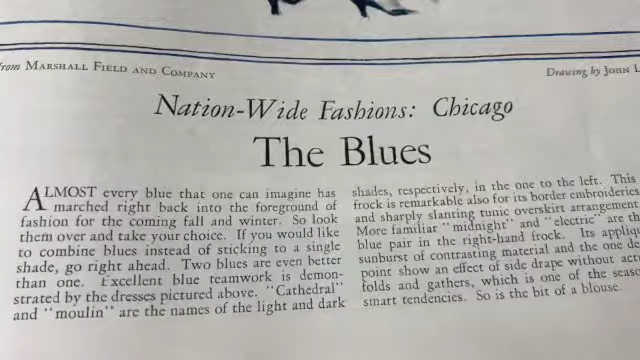 from MARSHALL FIELD AND COMPANY
Drawing by JOHN
Nation-Wide Fashions: Chicago
The Blues
ALMOST every blue that one can imagine has
marched right back into the foreground of
fashion for the coming fall and winter. So look
them over and take your choice. If you would like
to combine blues instead of sticking to a single
shade, go right ahead. Two blues are even better
than one. Excellent blue teamwork is demon-
strated by the dresses pictured above. "Cathedral"
and "moulin" are the names of the light and dark
shades, respectively, in the one to the left. This
frock is remarkable also for its border embroideries
and sharply slanting tunic overskirt arrangement
More familiar "midnight" and "electric" are
blue pair in the right-hand frock. Its
sunburst of contrasting material and the one
point show an effect of side drape without
folds and gathers, which is one of the
smart tendencies. So is the bit of a blouse.